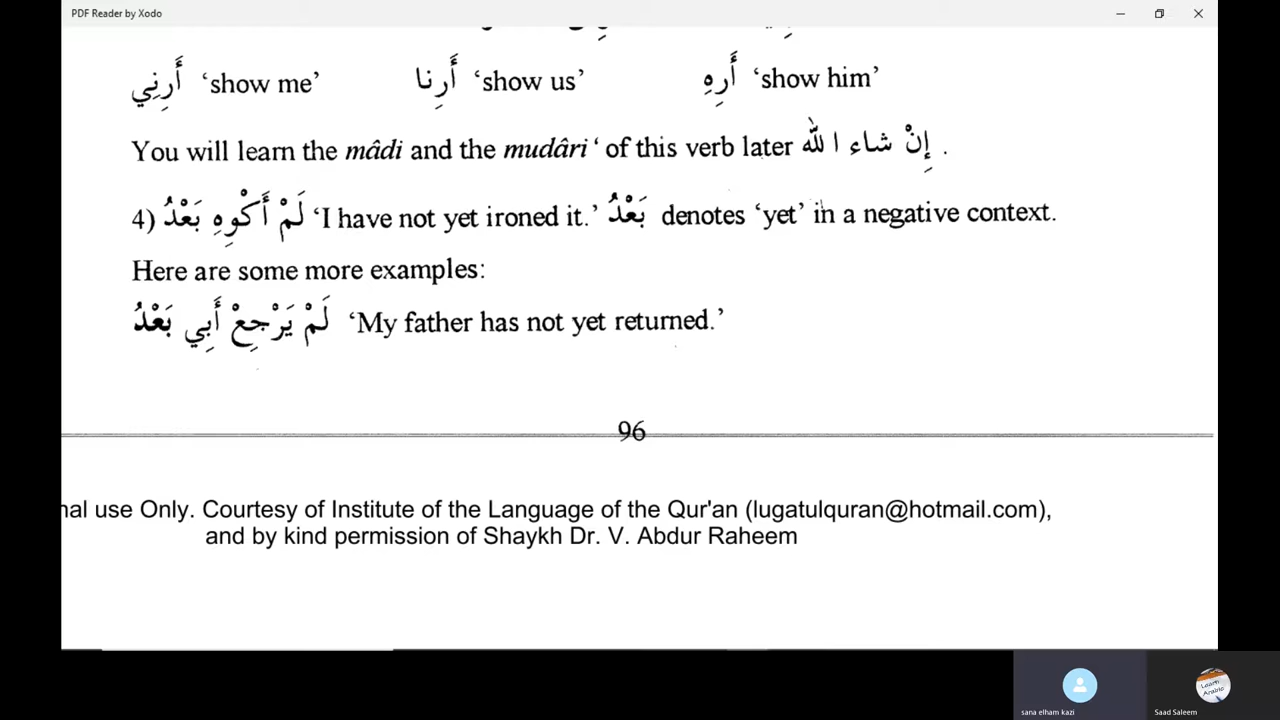 PDF Reader by Xodo
أَرِنِي ‘show me’ أَرِنا ‘show us’ أَرِهِ ‘show him’
You will learn the mâdi and the mudâri‘ of this verb later إِنْ شاء اللّٰه .
4) لَمْ أَكْوِهِ بَعْدُ ‘I have not yet ironed it.’ بَعْدُ denotes ‘yet’ in a negative context.
Here are some more examples:
لَمْ يَرْجِعْ أَبِي بَعْدُ ‘My father has not yet returned.’
96
nal use Only. Courtesy of Institute of the Language of the Qur'an (lugatulquran@hotmail.com),
and by kind permission of Shaykh Dr. V. Abdur Raheem
Learn
Arabic
sana elham kazi
Saad Saleem